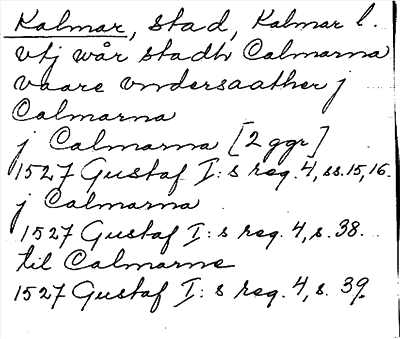 Kalmar, stad, Kalmar l.
vtj wår stadh Calmarna
vaare vndersaather j
Calmarna
j Calmarna [2 ggr]
1527 Gustaf I:s reg. 4, ss. 15, 16.
j Calmarna
1527 Gustaf I:s reg. 4, s. 38.
til Calmarne
1527 Gustaf I:s reg. 4, s. 39.